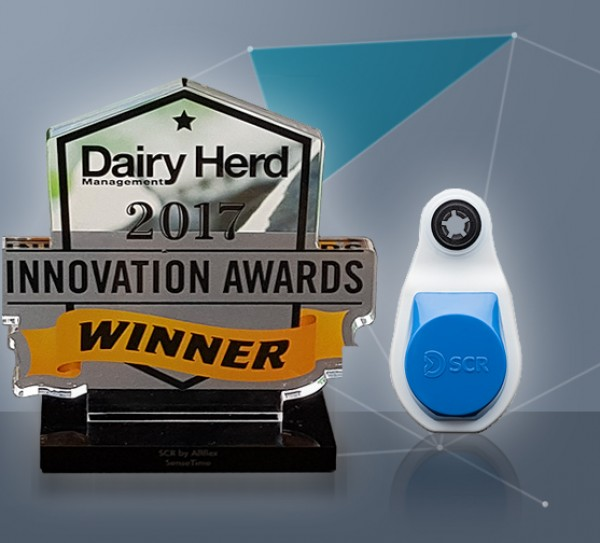 Dairy Herd
Management
2017
INNOVATION AWARDS
WINNER
SCR by Allflex
SenseTime
SCR